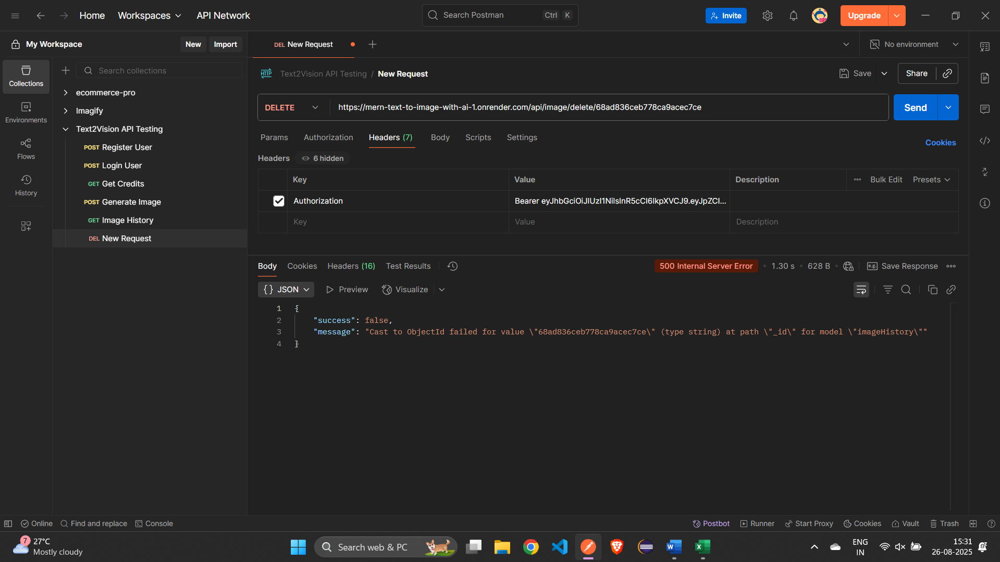 Home
Workspaces
API Network
Search Postman
Ctrl K
Invite
Upgrade
My Workspace
New
Import
DEL New Request
No environment
Collections
Environments
Flows
History
Search collections
ecommerce-pro
Imagify
Text2Vision API Testing
POST Register User
POST Login User
GET Get Credits
POST Generate Image
GET Image History
DEL New Request
HTTP Text2Vision API Testing / New Request
Save
Share
DELETE
https://mern-text-to-image-with-ai-1.onrender.com/api/image/delete/68ad836ceb778ca9acec7ce
Send
Params
Authorization
Headers (7)
Body
Scripts
Settings
Cookies
Headers
6 hidden
Key
Value
Description
Bulk Edit
Presets
Authorization
Bearer eyJhbGciOiJIUzI1NiIsInR5cCI6IkpXVCJ9.eyJpZCI...
Key
Value
Description
Body
Cookies
Headers (16)
Test Results
500 Internal Server Error
1.30 s
628 B
e.g. Save Response
{} JSON
Preview
Visualize
1 {
2 "success": false,
3 "message": "Cast to ObjectId failed for value \"68ad836ceb778ca9acec7ce\" (type string) at path \"_id\" for model \"imageHistory\""
4 }
Online
Find and replace
Console
Postbot
Runner
Start Proxy
Cookies
Vault
Trash
7
27°C
Mostly cloudy
Search web & PC
ENG
IN
15:31
26-08-2025